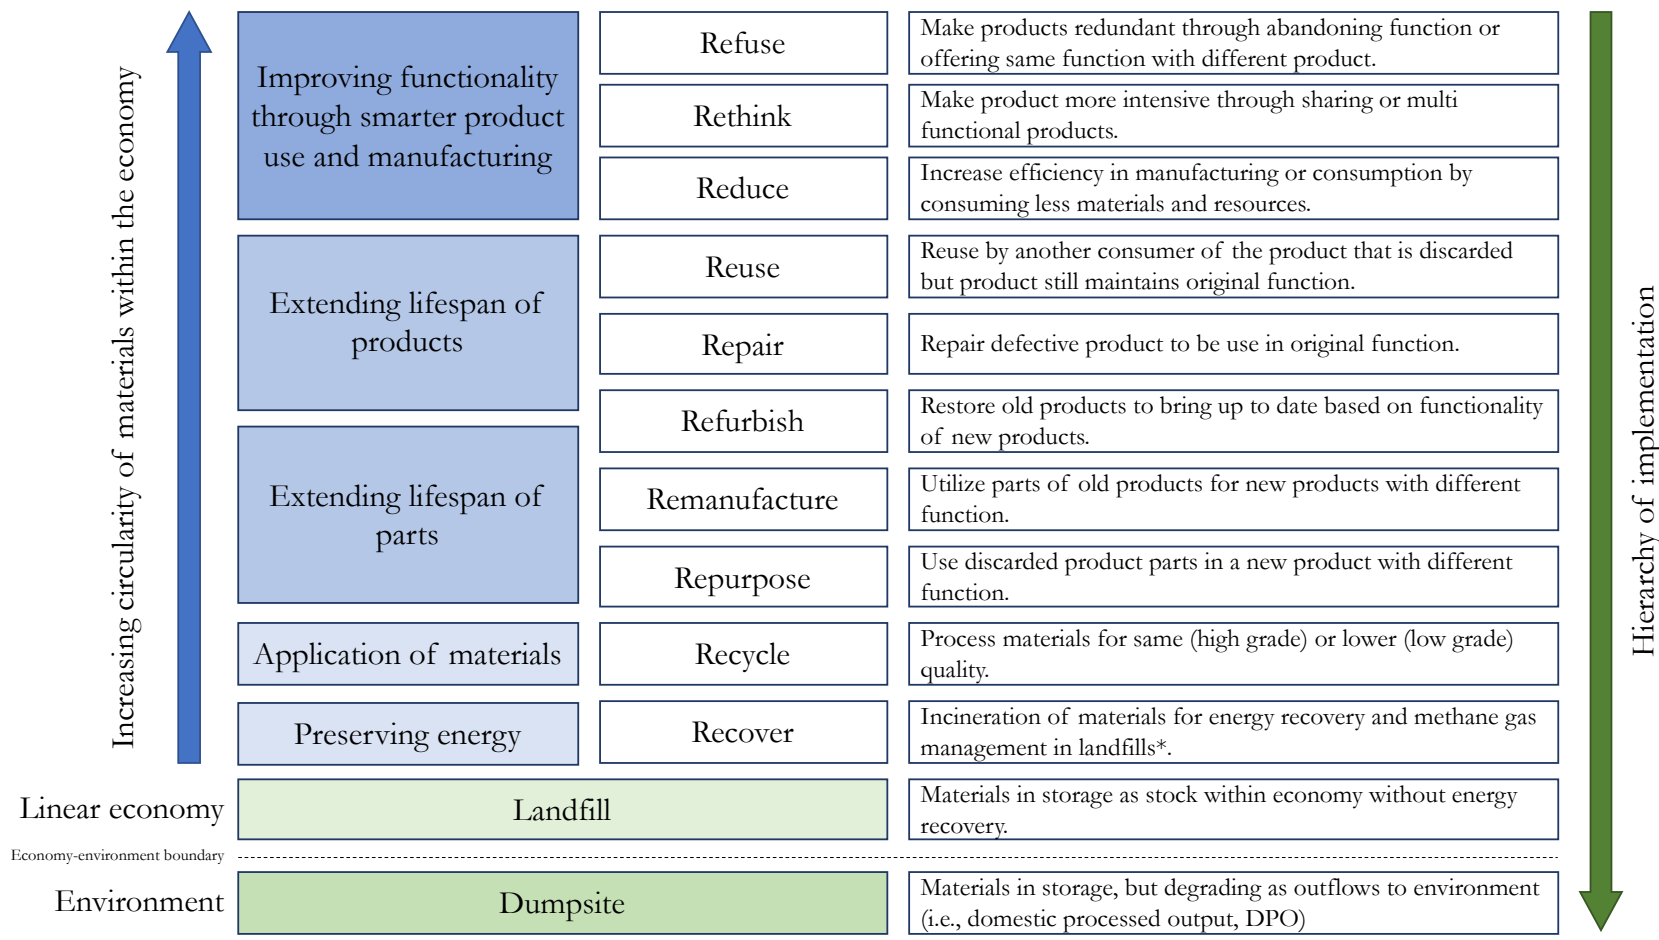 Increasing circularity of materials within the economy
Improving functionality
through smarter product
use and manufacturing
Refuse
Make products redundant through abandoning function or
offering same function with different product.
Rethink
Make product more intensive through sharing or multi
functional products.
Reduce
Increase efficiency in manufacturing or consumption by
consuming less materials and resources.
Extending lifespan of
products
Reuse
Reuse by another consumer of the product that is discarded
but product still maintains original function.
Repair
Repair defective product to be use in original function.
Refurbish
Restore old products to bring up to date based on functionality
of new products.
Extending lifespan of
parts
Remanufacture
Utilize parts of old products for new products with different
function.
Repurpose
Use discarded product parts in a new product with different
function.
Application of materials
Recycle
Process materials for same (high grade) or lower (low grade)
quality.
Preserving energy
Recover
Incineration of materials for energy recovery and methane gas
management in landfills*.
Linear economy
Landfill
Materials in storage as stock within economy without energy
recovery.
Economy-environment boundary
Environment
Dumpsite
Materials in storage, but degrading as outflows to environment
(i.e., domestic processed output, DPO)
Hierarchy of implementation